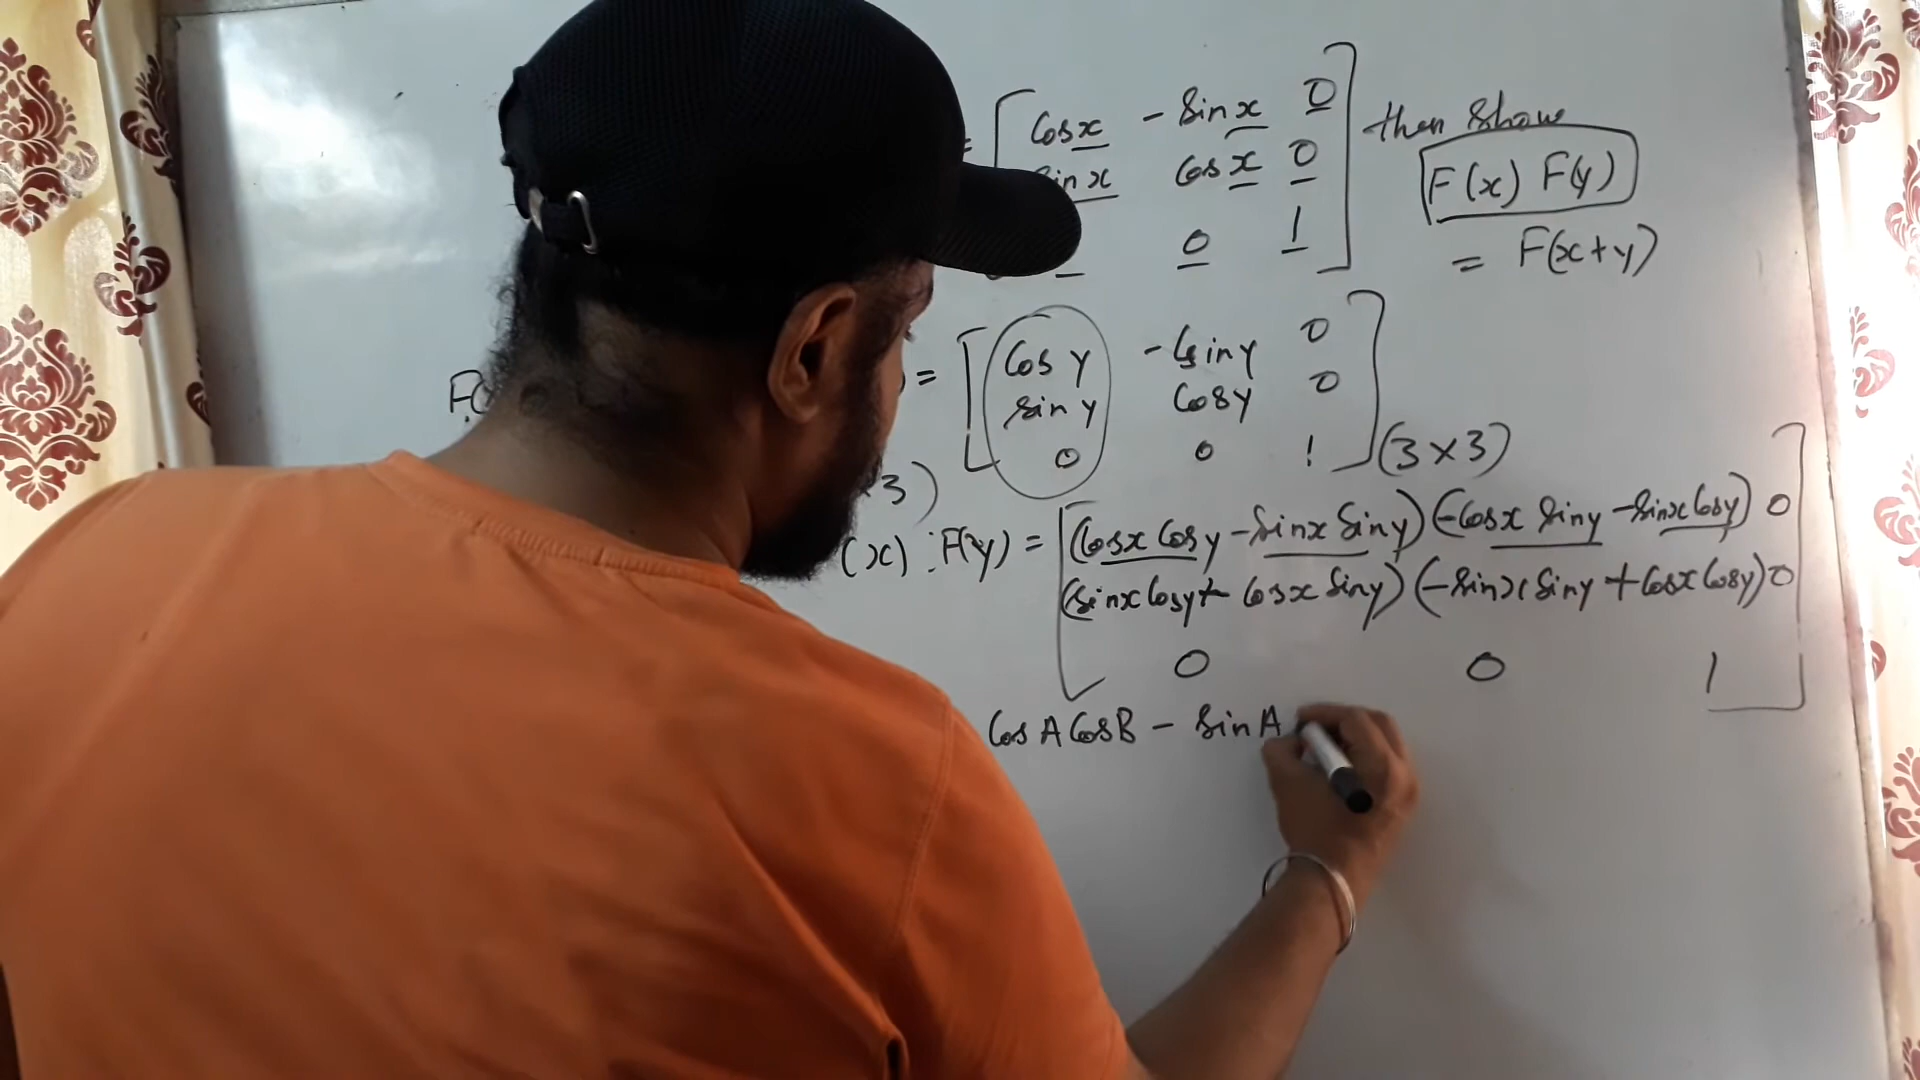 = [ Cosx - Sinx 0 ] then show
Sinx Cosx 0 F(x) F(y)
0 1 = F(x+y)
F( ) = [ Cos y - Siny 0 ]
Sin y Cosy 0
0 0 1 (3×3)
×3)
(x) . F(y) = [ (Cosx Cosy - Sinx Siny) (-Cosx Siny - Sinx Cosy) 0 ]
(Sinx Cosy + Cosx Siny) (-Sinx Siny + Cosx Cosy) 0
0 0 1
Cos A Cos B - Sin A